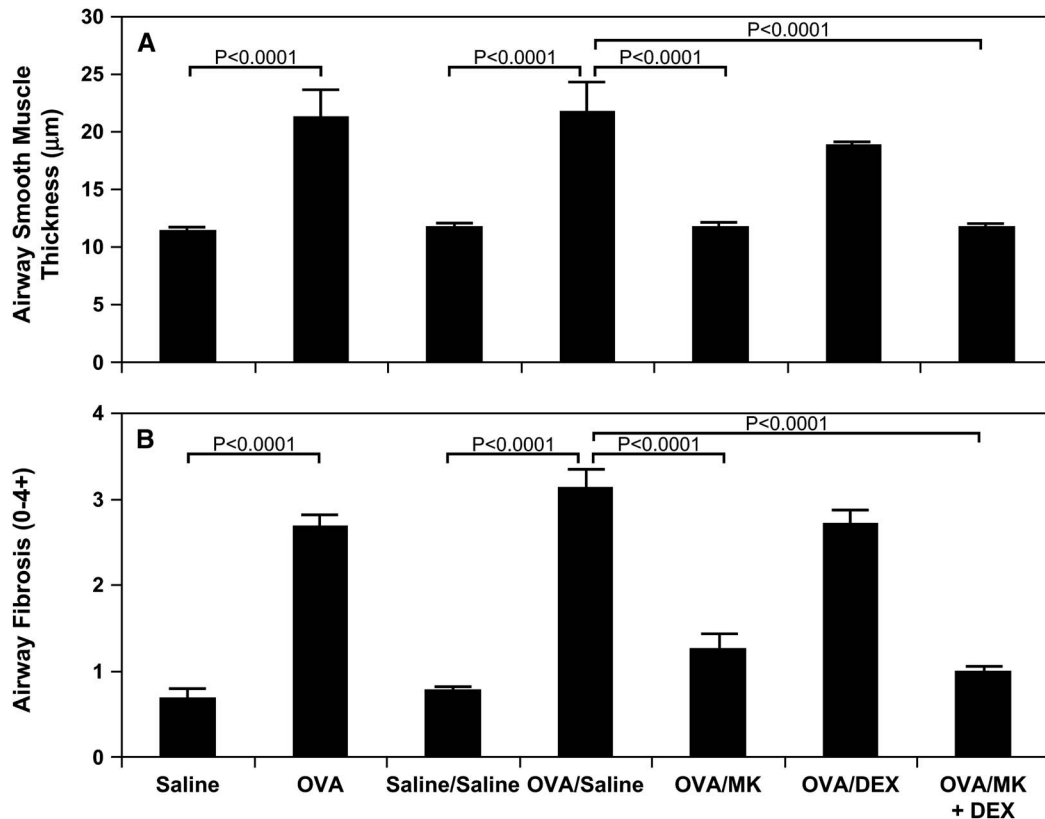 30
25
20
15
10
5
0
Airway Smooth Muscle
Thickness (μm)
A
P<0.0001
P<0.0001
P<0.0001
P<0.0001
4
3
2
1
0
Airway Fibrosis (0-4+)
B
P<0.0001
P<0.0001
P<0.0001
P<0.0001
Saline
OVA
Saline/Saline
OVA/Saline
OVA/MK
OVA/DEX
OVA/MK
+ DEX